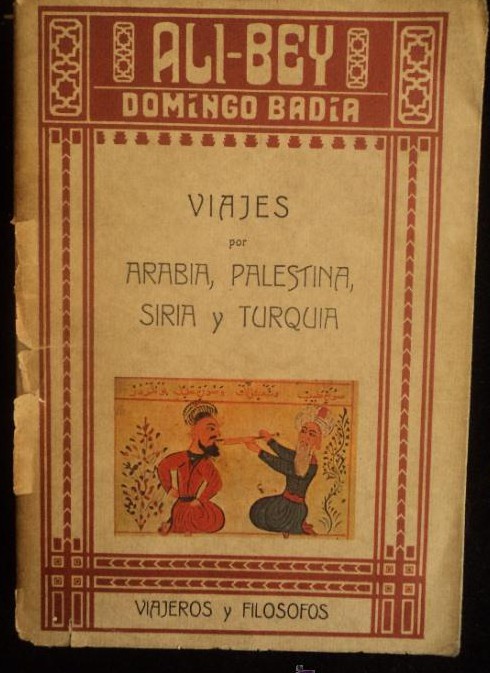 ALI-BEY
DOMINGO BADIA
VIAJES
por
ARABIA, PALESTINA,
SIRIA y TURQUIA
VIAJEROS y FILOSOFOS